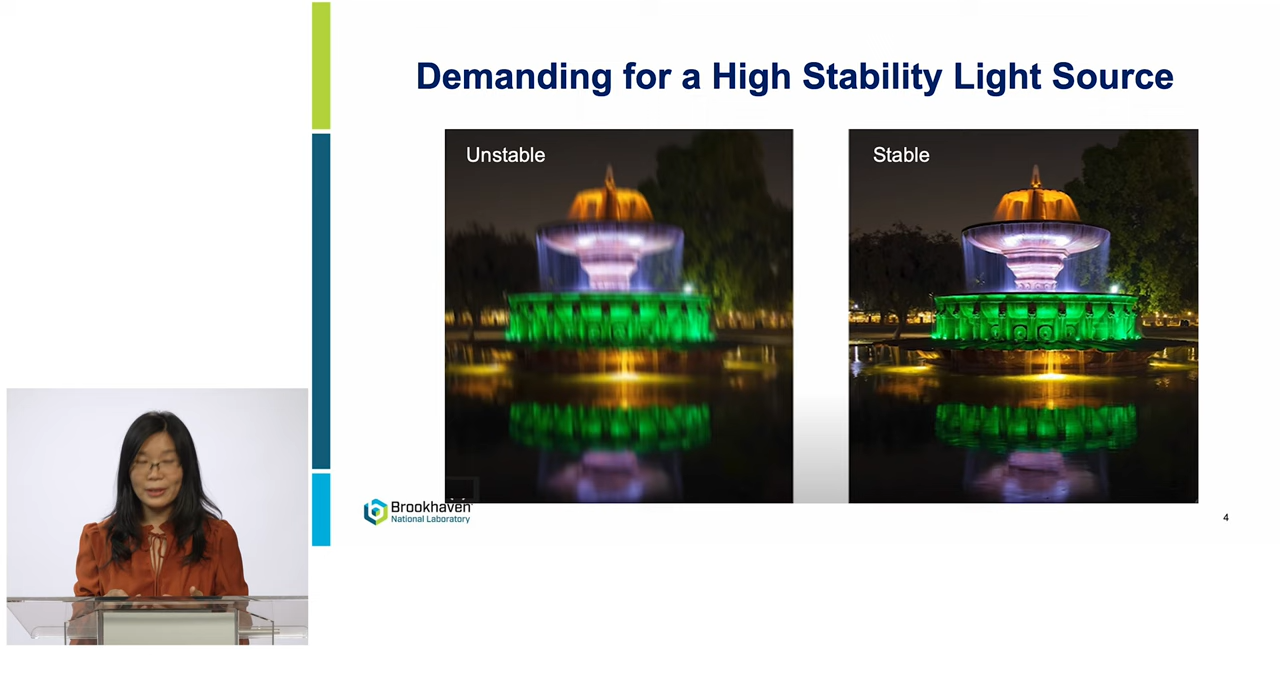 Demanding for a High Stability Light Source
Unstable
Stable
Brookhaven
National Laboratory
4